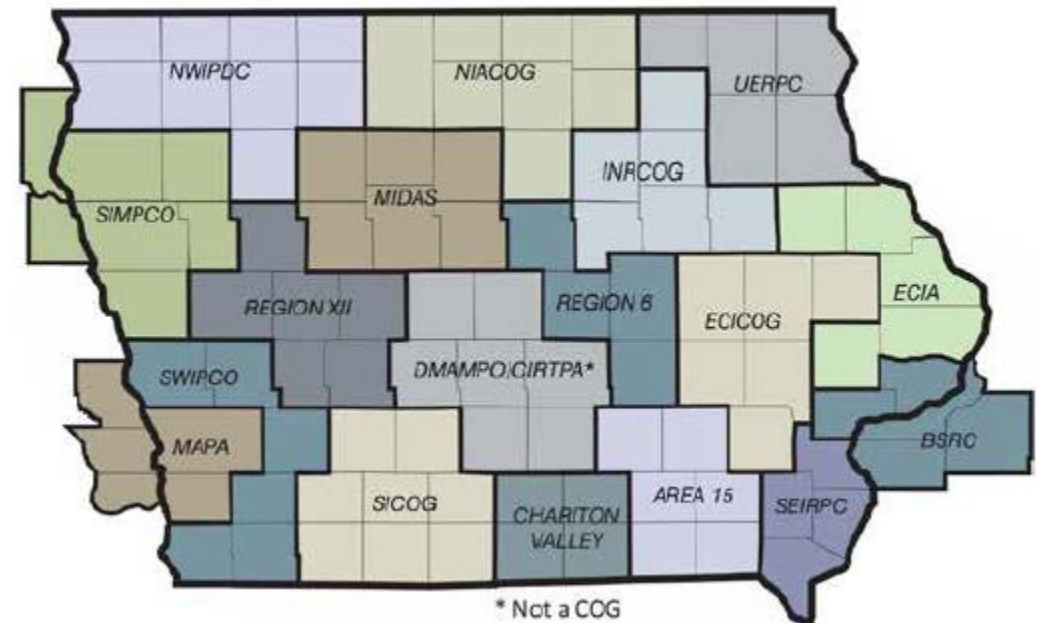 NWIPDC
NIACOG
UERPC
INRCOG
MIDAS
SIMPCO
ECIA
REGION XII
REGION 6
ECICOG
DMAMPO/CIRTPA*
SWIPCO
MAPA
BSRC
SICOG
AREA 15
SEIRPC
CHARITON
VALLEY
* Not a COG